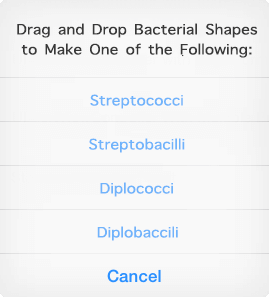 Drag and Drop Bacterial Shapes
to Make One of the Following:
Streptococci
Streptobacilli
Diplococci
Diplobaccili
Cancel